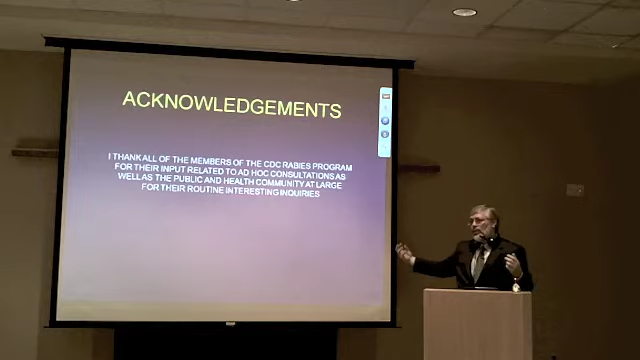 ACKNOWLEDGEMENTS
I THANK ALL OF THE MEMBERS OF THE CDC RABIES PROGRAM
FOR THEIR INPUT RELATED TO AD HOC CONSULTATIONS AS
WELL AS THE PUBLIC AND HEALTH COMMUNITY AT LARGE
FOR THEIR ROUTINE INTERESTING INQUIRIES